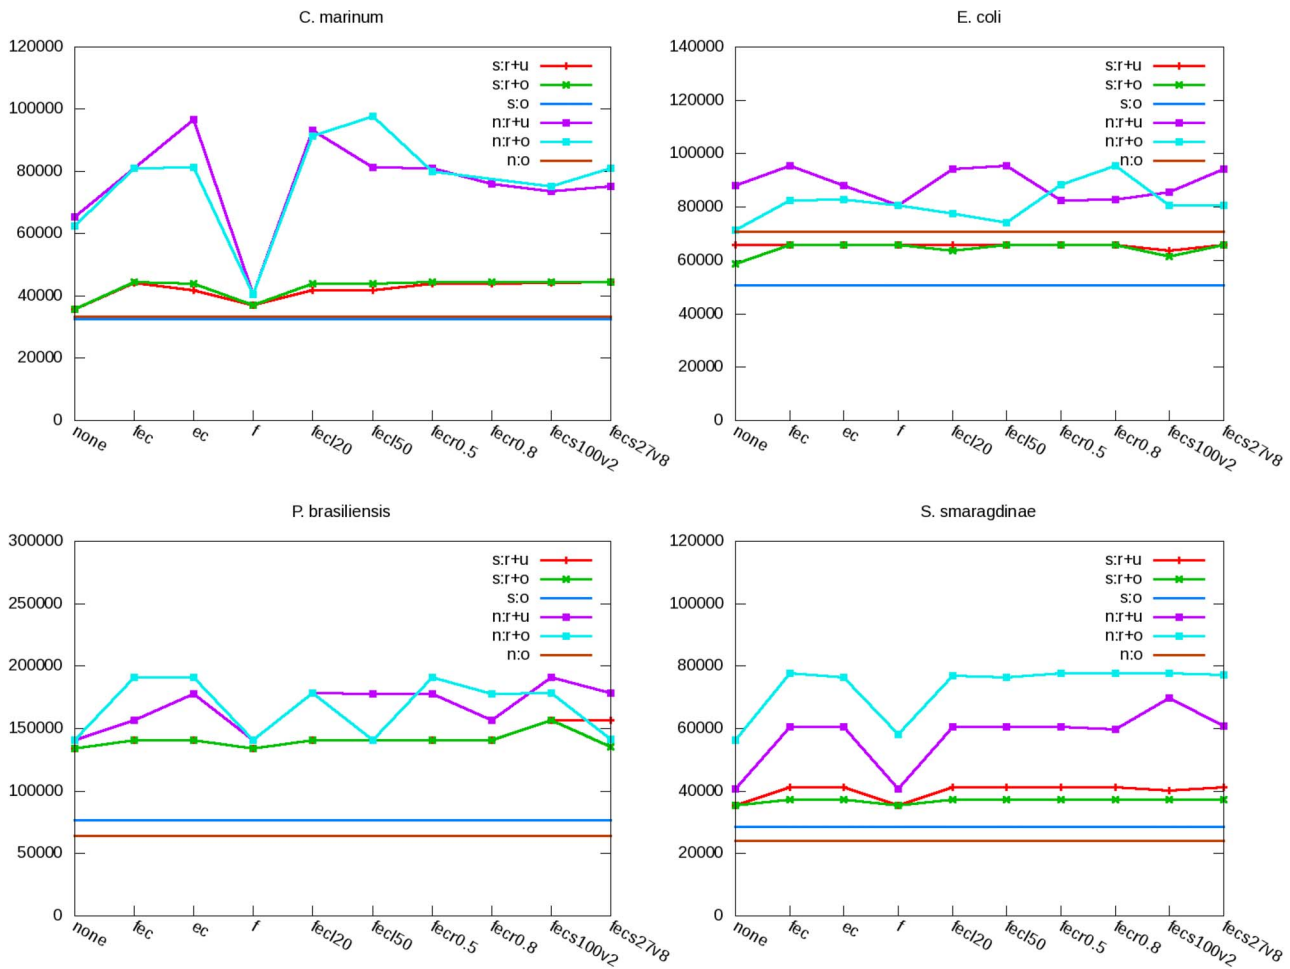 C. marinum
120000
100000
80000
60000
40000
20000
0
s:r+u
s:r+o
s:o
n:r+u
n:r+o
n:o
none
fec
ec
f
fecl20
fecl50
fecr0.5
fecr0.8
fecs100v2
fecs27v8
E. coli
140000
120000
100000
80000
60000
40000
20000
0
s:r+u
s:r+o
s:o
n:r+u
n:r+o
n:o
none
fec
ec
f
fecl20
fecl50
fecr0.5
fecr0.8
fecs100v2
fecs27v8
P. brasiliensis
300000
250000
200000
150000
100000
50000
0
s:r+u
s:r+o
s:o
n:r+u
n:r+o
n:o
none
fec
ec
f
fecl20
fecl50
fecr0.5
fecr0.8
fecs100v2
fecs27v8
S. smaragdinae
120000
100000
80000
60000
40000
20000
0
s:r+u
s:r+o
s:o
n:r+u
n:r+o
n:o
none
fec
ec
f
fecl20
fecl50
fecr0.5
fecr0.8
fecs100v2
fecs27v8